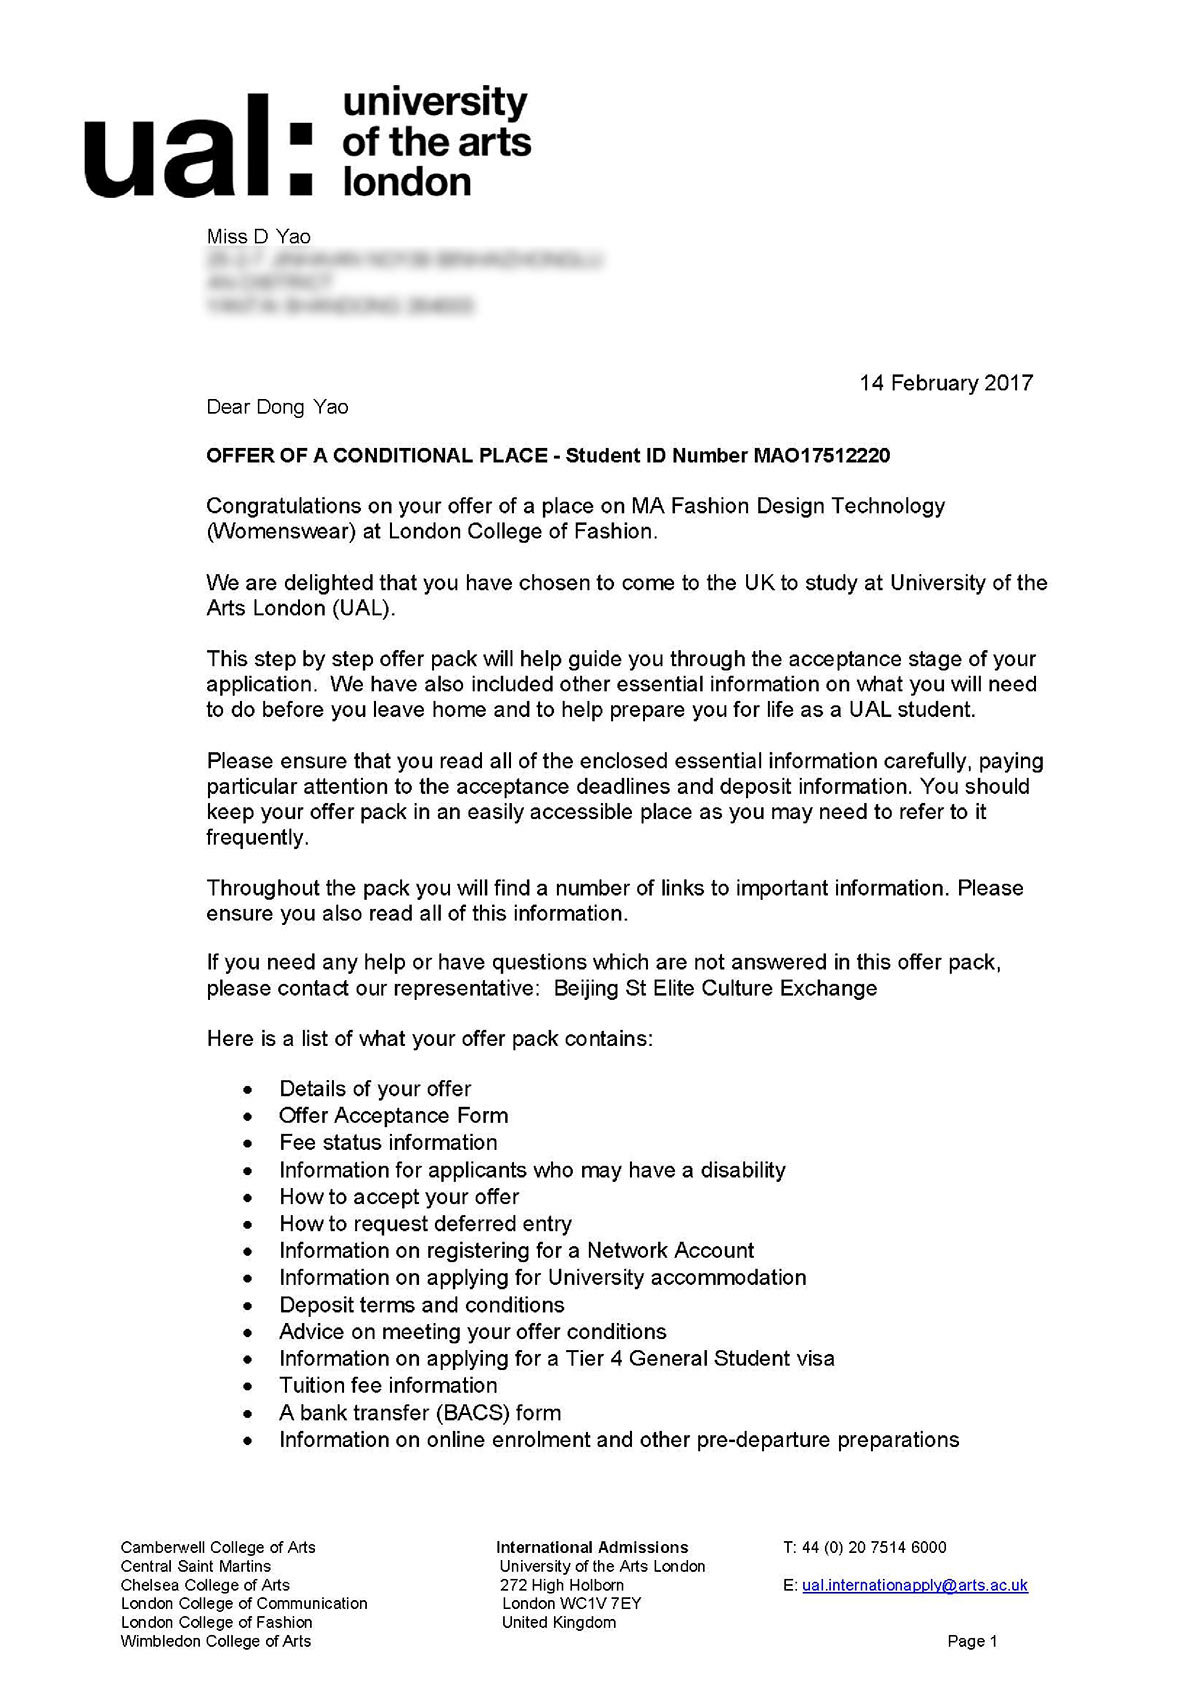 ual:
university
of the arts
london
Miss D Yao
14 February 2017
Dear Dong Yao
OFFER OF A CONDITIONAL PLACE - Student ID Number MAO17512220
Congratulations on your offer of a place on MA Fashion Design Technology
(Womenswear) at London College of Fashion.
We are delighted that you have chosen to come to the UK to study at University of the
Arts London (UAL).
This step by step offer pack will help guide you through the acceptance stage of your
application.  We have also included other essential information on what you will need
to do before you leave home and to help prepare you for life as a UAL student.
Please ensure that you read all of the enclosed essential information carefully, paying
particular attention to the acceptance deadlines and deposit information. You should
keep your offer pack in an easily accessible place as you may need to refer to it
frequently.
Throughout the pack you will find a number of links to important information. Please
ensure you also read all of this information.
If you need any help or have questions which are not answered in this offer pack,
please contact our representative:  Beijing St Elite Culture Exchange
Here is a list of what your offer pack contains:
• Details of your offer
• Offer Acceptance Form
• Fee status information
• Information for applicants who may have a disability
• How to accept your offer
• How to request deferred entry
• Information on registering for a Network Account
• Information on applying for University accommodation
• Deposit terms and conditions
• Advice on meeting your offer conditions
• Information on applying for a Tier 4 General Student visa
• Tuition fee information
• A bank transfer (BACS) form
• Information on online enrolment and other pre-departure preparations
Camberwell College of Arts
Central Saint Martins
Chelsea College of Arts
London College of Communication
London College of Fashion
Wimbledon College of Arts
International Admissions
University of the Arts London
272 High Holborn
London WC1V 7EY
United Kingdom
T: 44 (0) 20 7514 6000
E: ual.internationapply@arts.ac.uk
Page 1